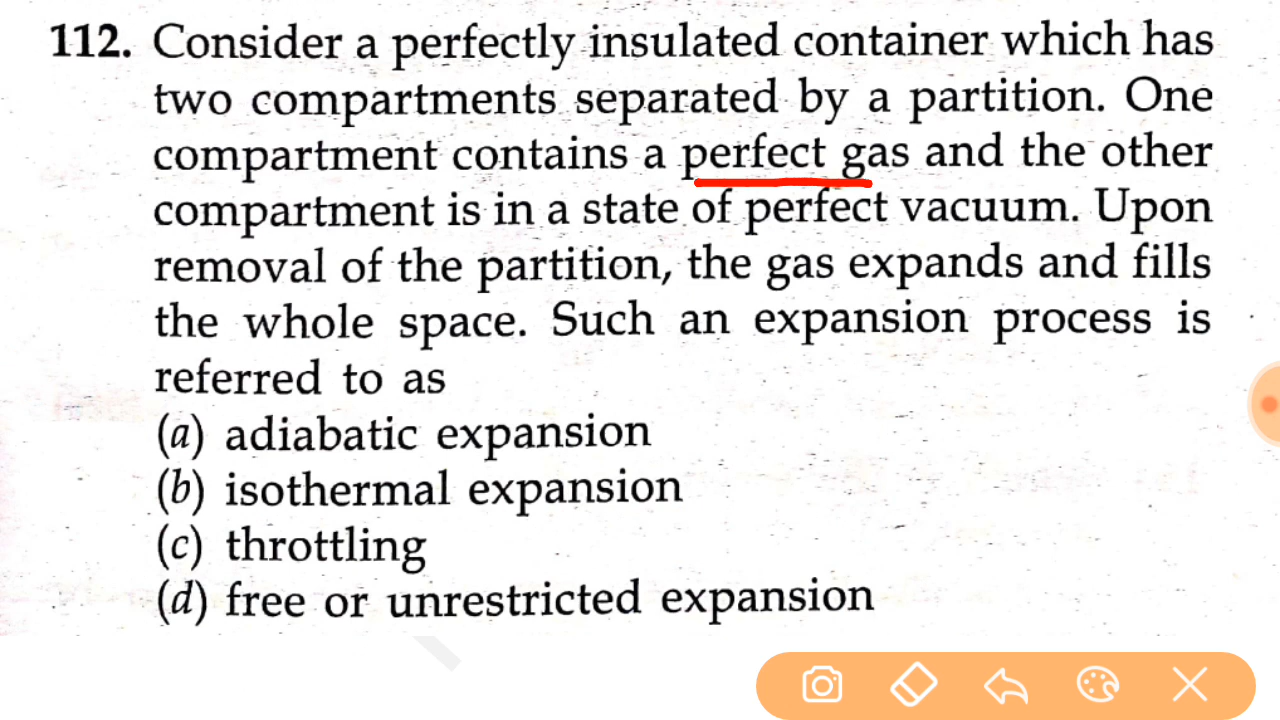 112. Consider a perfectly insulated container which has
two compartments separated by a partition. One
compartment contains a perfect gas and the other
compartment is in a state of perfect vacuum. Upon
removal of the partition, the gas expands and fills
the whole space. Such an expansion process is
referred to as
(a) adiabatic expansion
(b) isothermal expansion
(c) throttling
(d) free or unrestricted expansion